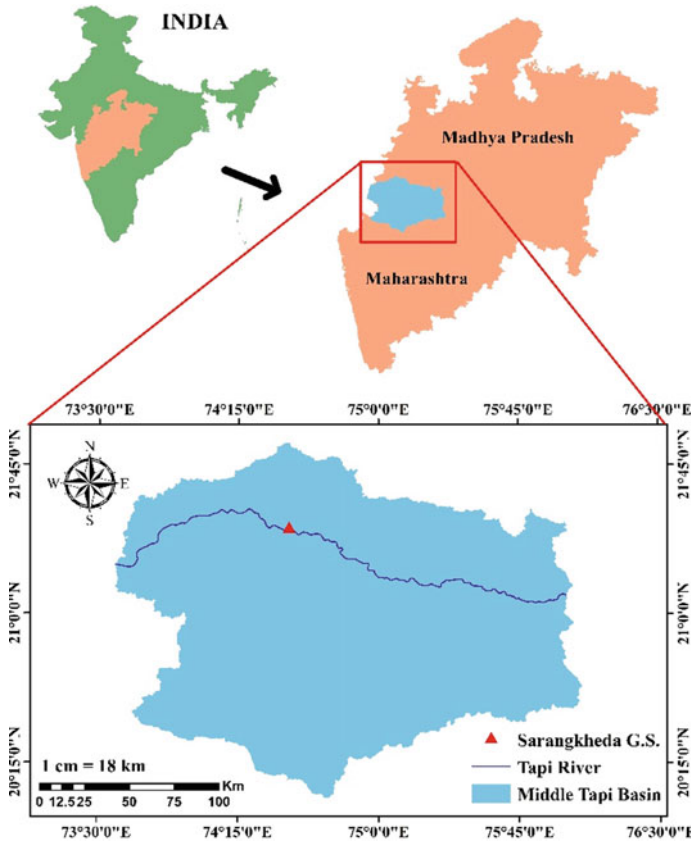 INDIA
Madhya Pradesh
Maharashtra
73°30'0"E 74°15'0"E 75°0'0"E 75°45'0"E 76°30'0"E
21°45'0"N 21°45'0"N
N
W E
S
21°0'0"N 21°0'0"N
Sarangkheda G.S.
1 cm = 18 km
Tapi River
20°15'0"N 20°15'0"N
Km
Middle Tapi Basin
0 12.525 50 75 100
73°30'0"E 74°15'0"E 75°0'0"E 75°45'0"E 76°30'0"E